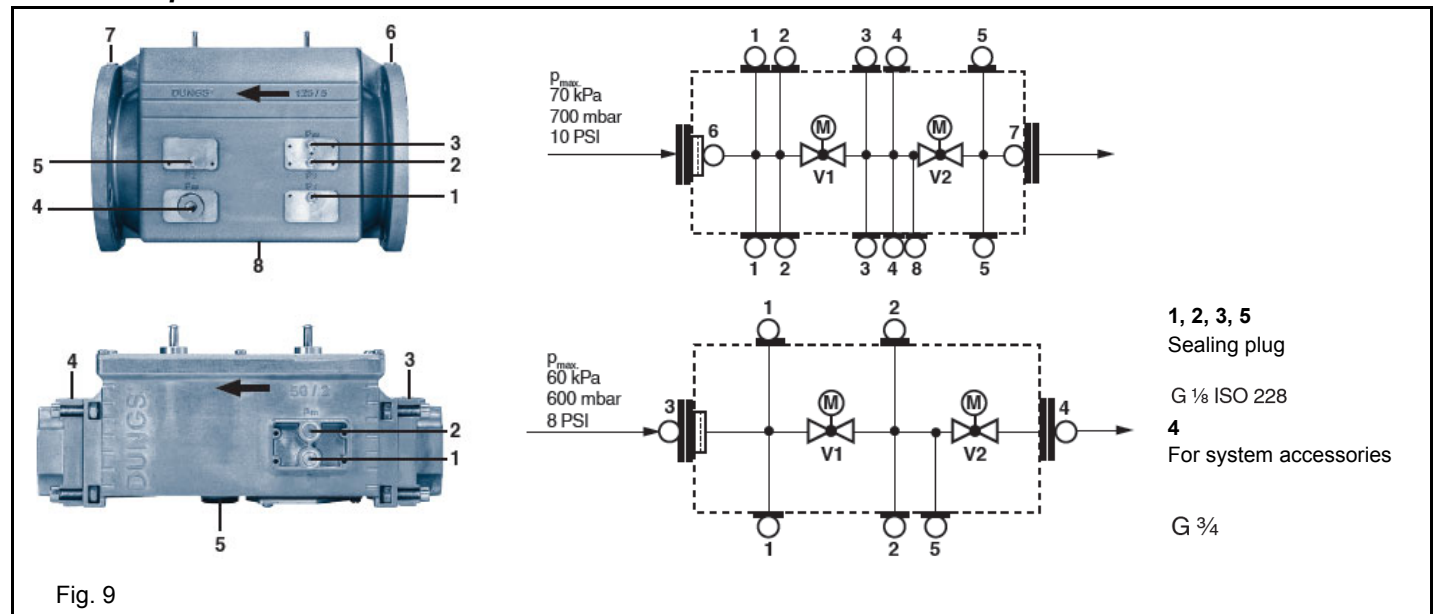 7
6
DUNGS
125 / 5
3
2
5
1
4
8
1 2 3 4 5
Pmax.
70 kPa
700 mbar
10 PSI
6
M
M
7
V1
V2
1 2 3 4 8 5
4
3
DUNGS
2
1
5
1 2
Pmax.
60 kPa
600 mbar
8 PSI
3
M
M
4
V1
V2
1 2 5
1, 2, 3, 5
Sealing plug
G ⅛ ISO 228
4
For system accessories
G ¾
Fig. 9